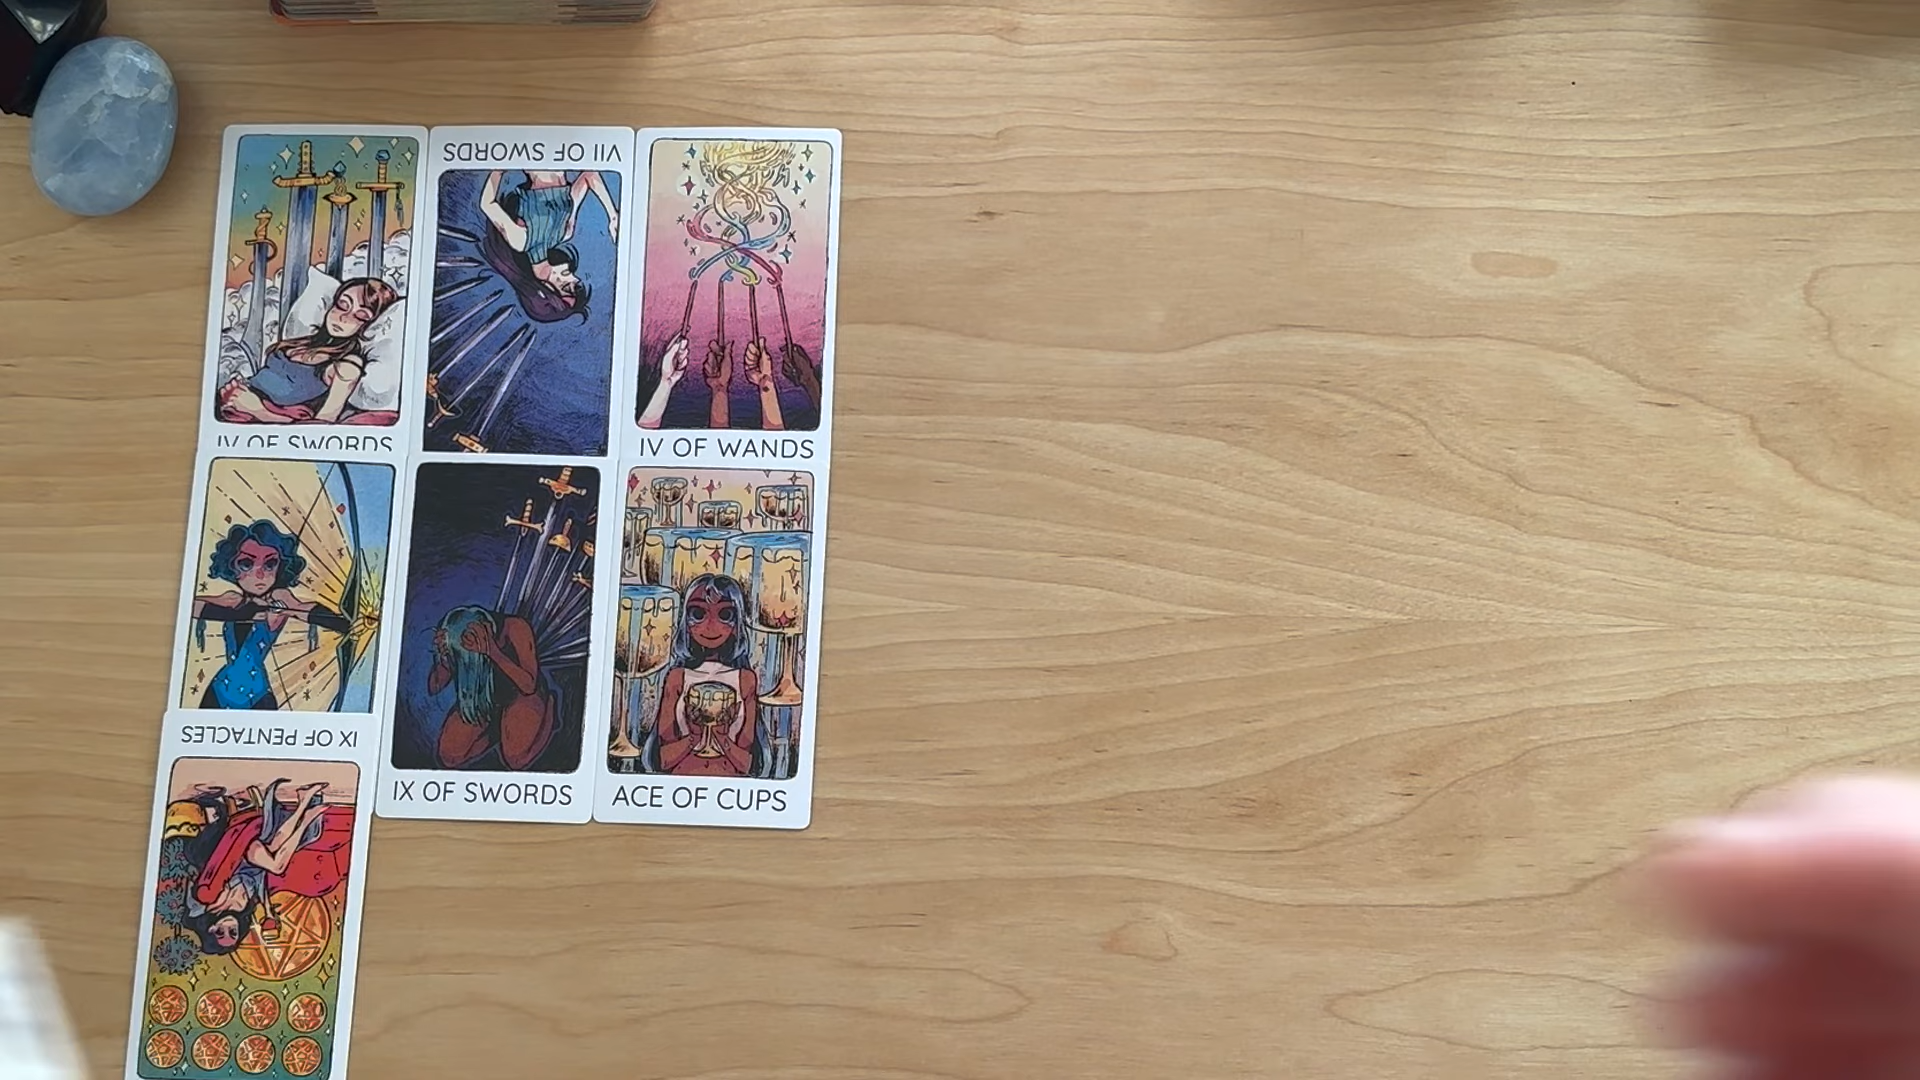 VII OF SWORDS
IV OF SWORDS
IV OF WANDS
IX OF PENTACLES
IX OF SWORDS
ACE OF CUPS